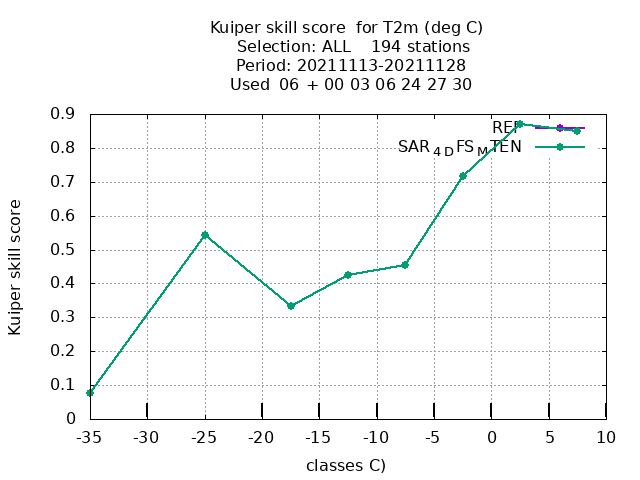 Kuiper skill score for T2m (deg C)
Selection: ALL 194 stations
Period: 20211113-20211128
Used 06 + 00 03 06 24 27 30
0.9
0.8
0.7
0.6
0.5
0.4
0.3
0.2
0.1
0
Kuiper skill score
SAR4DFSMTEN
-35 -30 -25 -20 -15 -10 -5 0 5 10
classes C)